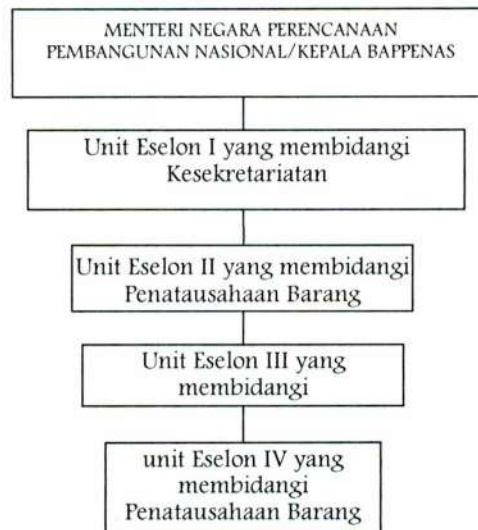 MENTERI NEGARA PERENCANAAN
PEMBANGUNAN NASIONAL/KEPALA BAPPENAS
Unit Eselon I yang membidangi
Kesekretariatan
Unit Eselon II yang membidangi
Penatausahaan Barang
Unit Eselon III yang
membidangi
unit Eselon IV yang
membidangi
Penatausahaan Barang